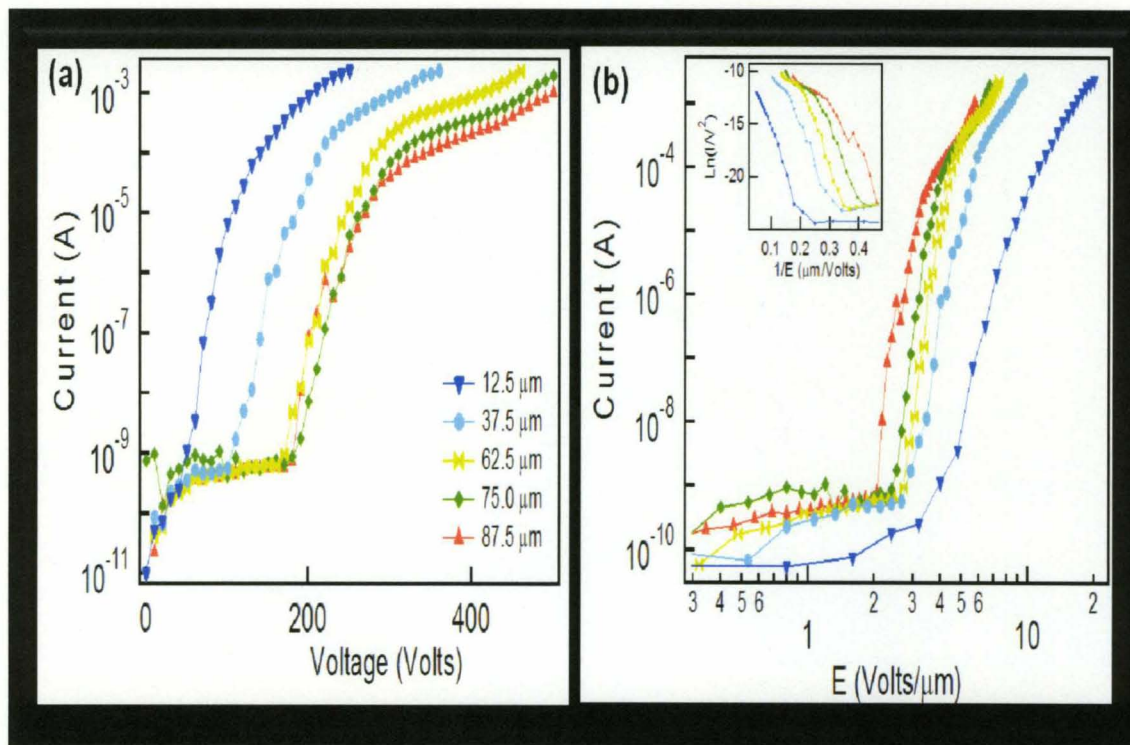 (a)
Current (A)
10⁻³
10⁻⁵
10⁻⁷
10⁻⁹
10⁻¹¹
0
200
400
Voltage (Volts)
12.5 μm
37.5 μm
62.5 μm
75.0 μm
87.5 μm
(b)
Current (A)
10⁻⁴
10⁻⁶
10⁻⁸
10⁻¹⁰
3 4 5 6 2 3 4 5 6 2
1 10
E (Volts/μm)
Ln(I/V²)
-10
-15
-20
0.1 0.2 0.3 0.4
1/E (μm/Volts)